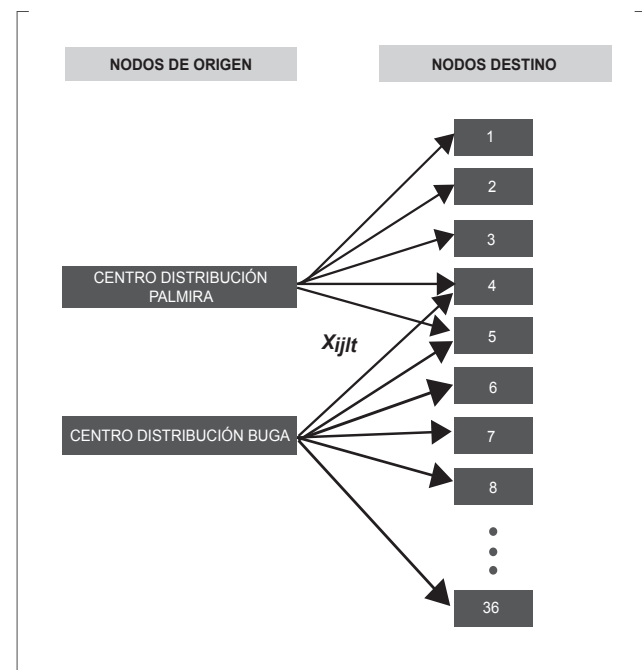 NODOS DE ORIGEN
NODOS DESTINO
1
2
3
CENTRO DISTRIBUCIÓN
PALMIRA
4
Xijlt
5
6
CENTRO DISTRIBUCIÓN BUGA
7
8
36